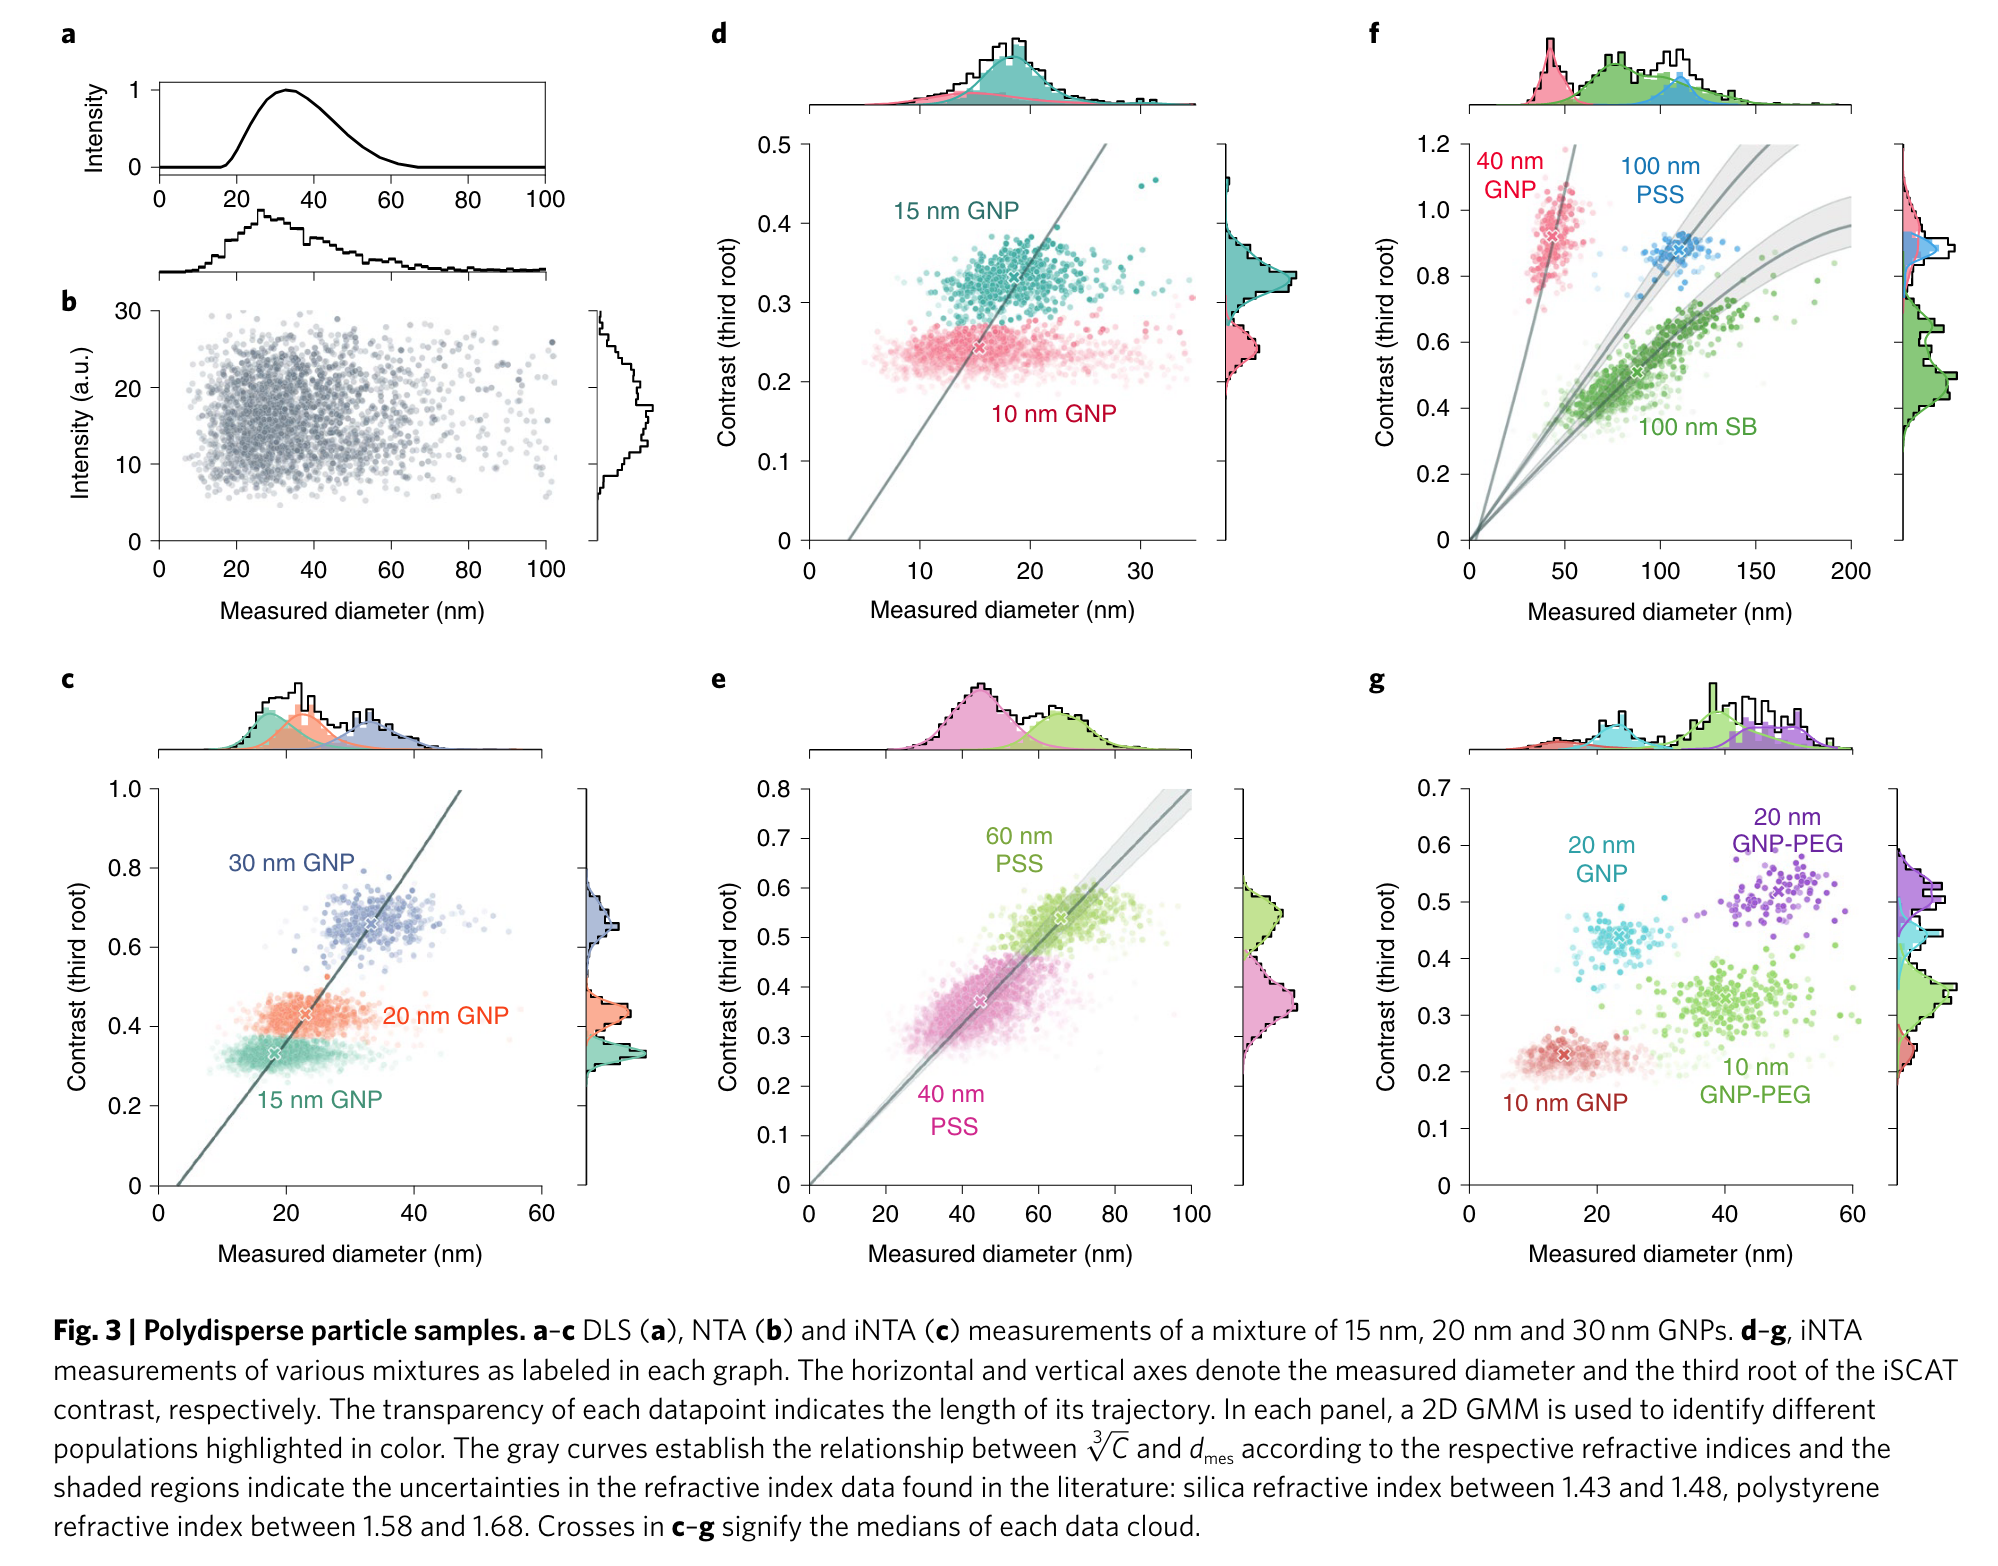 a
Intensity
1
0
0 20 40 60 80 100
b
Intensity (a.u.)
30
20
10
0
0 20 40 60 80 100
Measured diameter (nm)
c
Contrast (third root)
1.0
0.8
0.6
0.4
0.2
0
30 nm GNP
20 nm GNP
15 nm GNP
0 20 40 60
Measured diameter (nm)
d
Contrast (third root)
0.5
0.4
0.3
0.2
0.1
0
15 nm GNP
10 nm GNP
0 10 20 30
Measured diameter (nm)
e
Contrast (third root)
0.8
0.7
0.6
0.5
0.4
0.3
0.2
0.1
0
60 nm
PSS
40 nm
PSS
0 20 40 60 80 100
Measured diameter (nm)
f
Contrast (third root)
1.2
1.0
0.8
0.6
0.4
0.2
0
40 nm
GNP
100 nm
PSS
100 nm SB
0 50 100 150 200
Measured diameter (nm)
g
Contrast (third root)
0.7
0.6
0.5
0.4
0.3
0.2
0.1
0
20 nm
GNP
20 nm
GNP-PEG
10 nm GNP
10 nm
GNP-PEG
0 20 40 60
Measured diameter (nm)
Fig. 3 | Polydisperse particle samples. a–c DLS (a), NTA (b) and iNTA (c) measurements of a mixture of 15 nm, 20 nm and 30 nm GNPs. d–g, iNTA
measurements of various mixtures as labeled in each graph. The horizontal and vertical axes denote the measured diameter and the third root of the iSCAT
contrast, respectively. The transparency of each datapoint indicates the length of its trajectory. In each panel, a 2D GMM is used to identify different
populations highlighted in color. The gray curves establish the relationship between ∛C and dmes according to the respective refractive indices and the
shaded regions indicate the uncertainties in the refractive index data found in the literature: silica refractive index between 1.43 and 1.48, polystyrene
refractive index between 1.58 and 1.68. Crosses in c–g signify the medians of each data cloud.